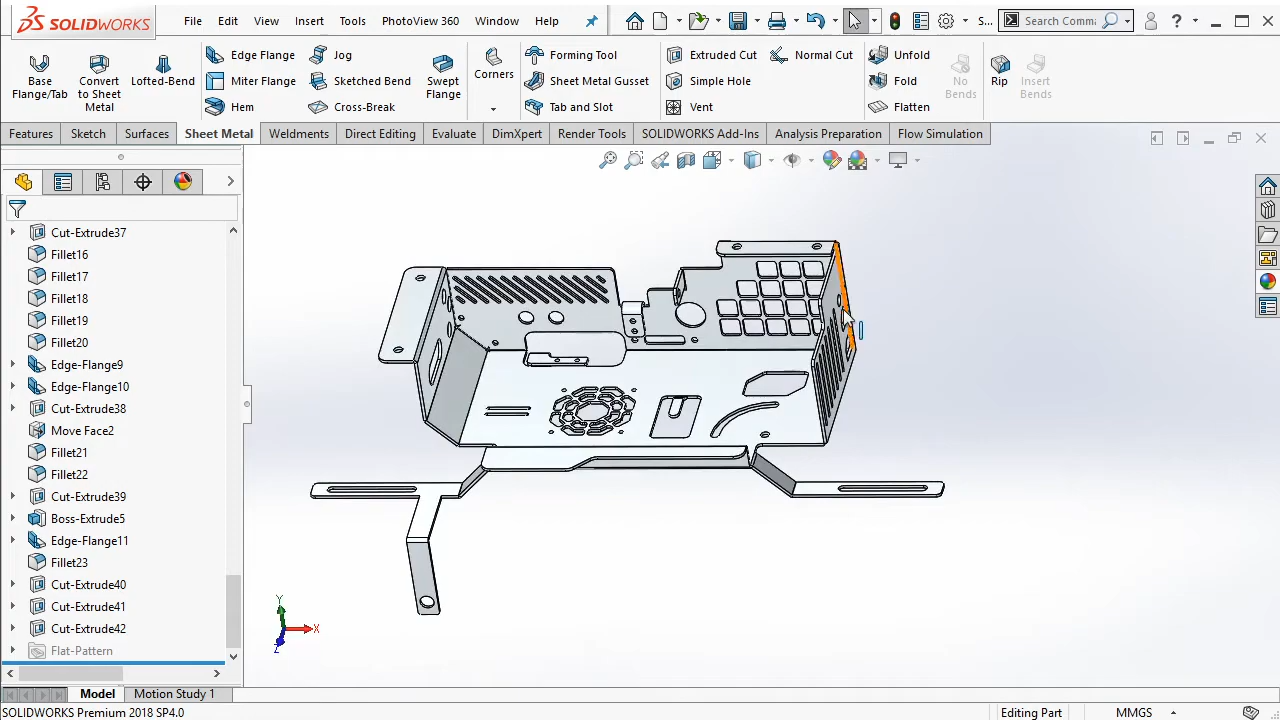 SOLIDWORKS
File Edit View Insert Tools PhotoView 360 Window Help S... Search Comma ?
Base Flange/Tab
Convert to Sheet Metal
Lofted-Bend
Edge Flange
Miter Flange
Hem
Jog
Sketched Bend
Cross-Break
Swept Flange
Corners
Forming Tool
Sheet Metal Gusset
Tab and Slot
Extruded Cut
Simple Hole
Vent
Normal Cut
Unfold
Fold
Flatten
No Bends
Rip
Insert Bends
Features Sketch Surfaces Sheet Metal Weldments Direct Editing Evaluate DimXpert Render Tools SOLIDWORKS Add-Ins Analysis Preparation Flow Simulation
Cut-Extrude37
Fillet16
Fillet17
Fillet18
Fillet19
Fillet20
Edge-Flange9
Edge-Flange10
Cut-Extrude38
Move Face2
Fillet21
Fillet22
Cut-Extrude39
Boss-Extrude5
Edge-Flange11
Fillet23
Cut-Extrude40
Cut-Extrude41
Cut-Extrude42
Flat-Pattern
Y
X
Z
Model Motion Study 1
SOLIDWORKS Premium 2018 SP4.0 Editing Part MMGS